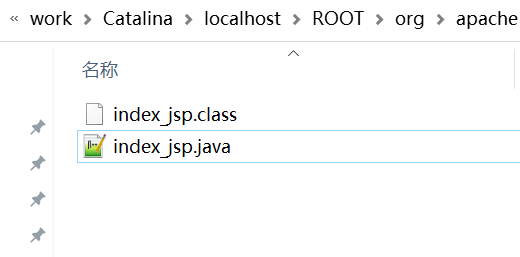 « work > Catalina > localhost > ROOT > org > apache
名称
index_jsp.class
index_jsp.java